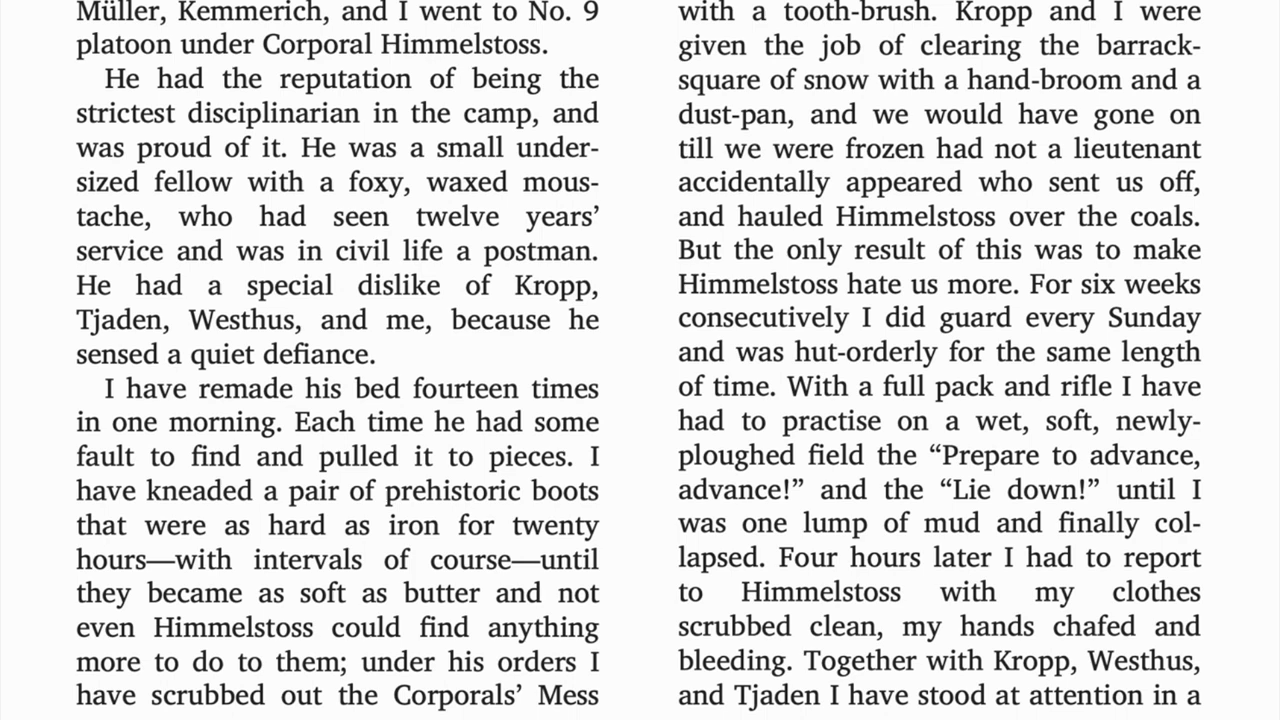 Müller, Kemmerich, and I went to No. 9
platoon under Corporal Himmelstoss.
He had the reputation of being the
strictest disciplinarian in the camp, and
was proud of it. He was a small under-
sized fellow with a foxy, waxed mous-
tache, who had seen twelve years’
service and was in civil life a postman.
He had a special dislike of Kropp,
Tjaden, Westhus, and me, because he
sensed a quiet defiance.
I have remade his bed fourteen times
in one morning. Each time he had some
fault to find and pulled it to pieces. I
have kneaded a pair of prehistoric boots
that were as hard as iron for twenty
hours—with intervals of course—until
they became as soft as butter and not
even Himmelstoss could find anything
more to do to them; under his orders I
have scrubbed out the Corporals’ Mess
with a tooth-brush. Kropp and I were
given the job of clearing the barrack-
square of snow with a hand-broom and a
dust-pan, and we would have gone on
till we were frozen had not a lieutenant
accidentally appeared who sent us off,
and hauled Himmelstoss over the coals.
But the only result of this was to make
Himmelstoss hate us more. For six weeks
consecutively I did guard every Sunday
and was hut-orderly for the same length
of time. With a full pack and rifle I have
had to practise on a wet, soft, newly-
ploughed field the “Prepare to advance,
advance!” and the “Lie down!” until I
was one lump of mud and finally col-
lapsed. Four hours later I had to report
to Himmelstoss with my clothes
scrubbed clean, my hands chafed and
bleeding. Together with Kropp, Westhus,
and Tjaden I have stood at attention in a